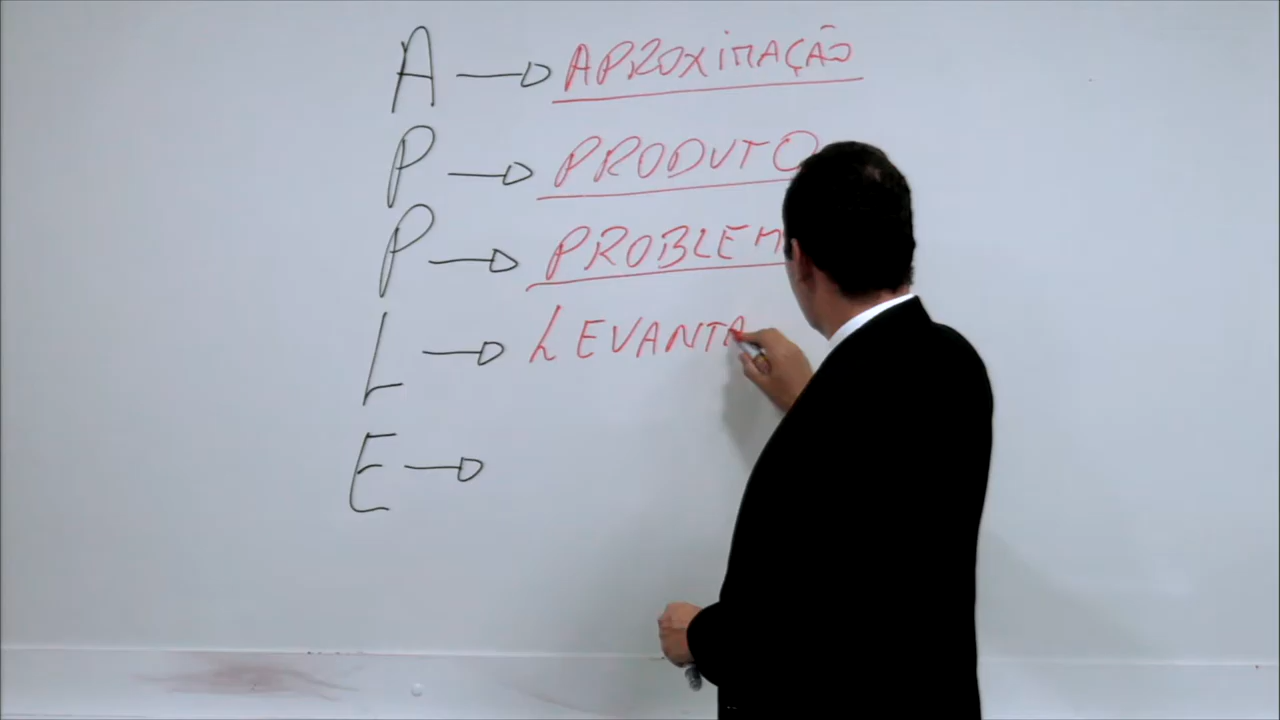 A → APROXIMAÇÃO
P → PRODUTO
P → PROBLEM
L → LEVANTA
E →